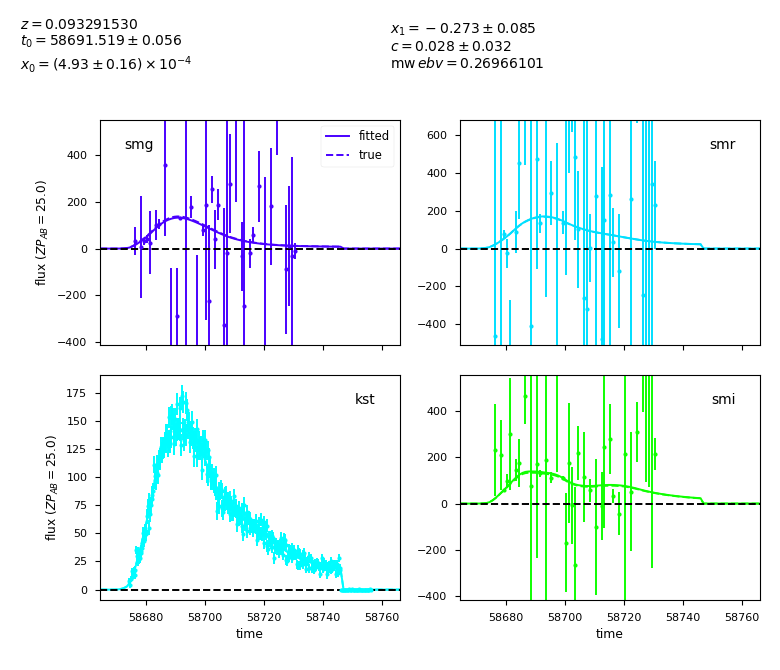 z = 0.093291530
t₀ = 58691.519 ± 0.056
x₀ = (4.93 ± 0.16) × 10⁻⁴
x₁ = −0.273 ± 0.085
c = 0.028 ± 0.032
mw ebv = 0.26966101
smg
fitted
true
400
200
0
−200
−400
flux (ZP_AB = 25.0)
smr
600
400
200
0
−200
−400
kst
175
150
125
100
75
50
25
0
flux (ZP_AB = 25.0)
58680 58700 58720 58740 58760
time
smi
400
200
0
−200
−400
58680 58700 58720 58740 58760
time